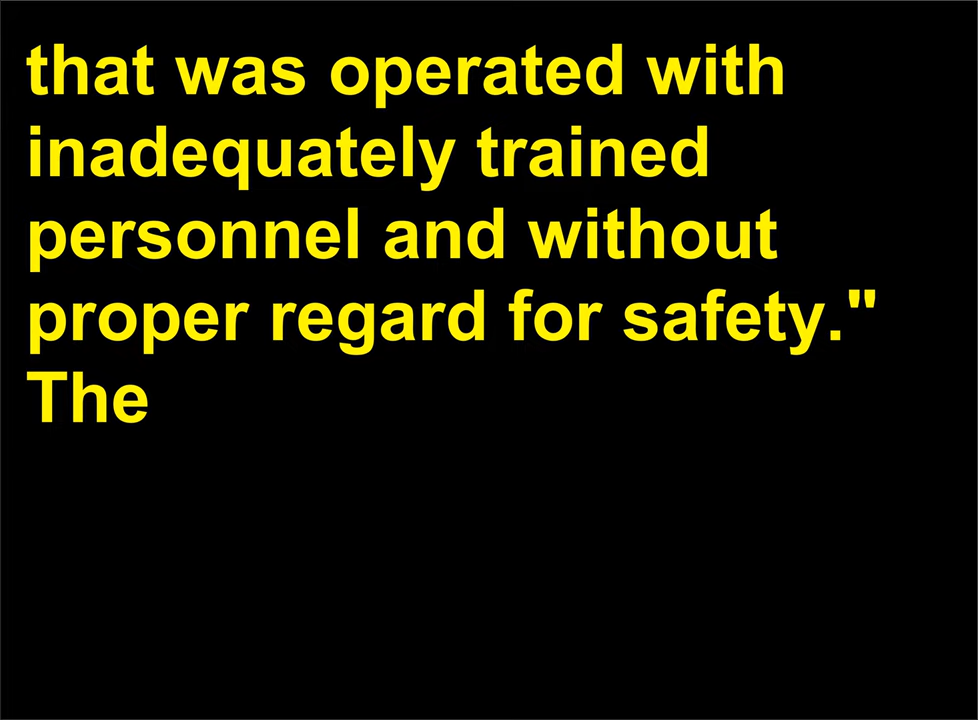 that was operated with
inadequately trained
personnel and without
proper regard for safety."
The